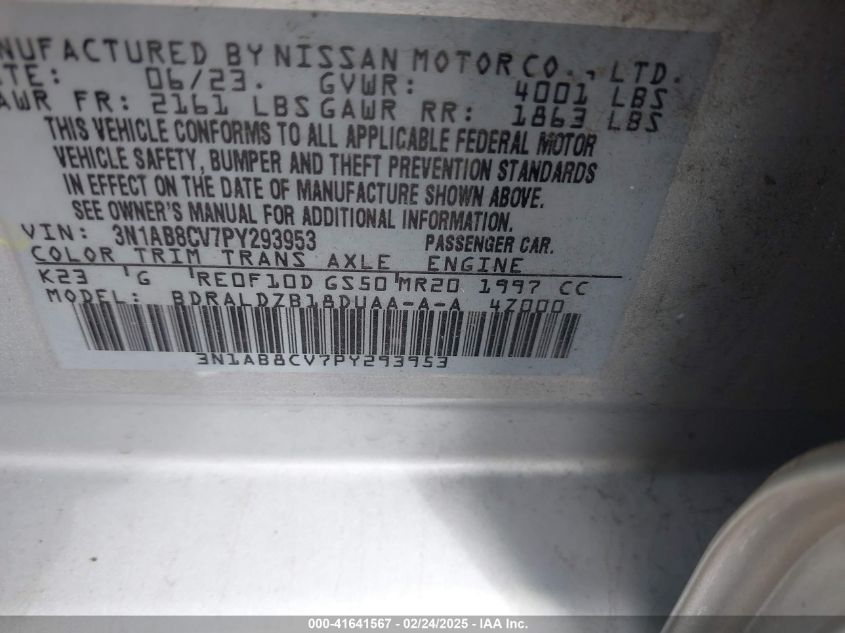 NUFACTURED BY NISSAN MOTOR CO., LTD.
TE: 06/23. GVWR: 4001 LBS
AWR FR: 2161 LBS GAWR RR: 1863 LBS
THIS VEHICLE CONFORMS TO ALL APPLICABLE FEDERAL MOTOR
VEHICLE SAFETY, BUMPER AND THEFT PREVENTION STANDARDS
IN EFFECT ON THE DATE OF MANUFACTURE SHOWN ABOVE.
SEE OWNER'S MANUAL FOR ADDITIONAL INFORMATION.
VIN: 3N1AB8CV7PY293953 PASSENGER CAR.
COLOR TRIM TRANS AXLE ENGINE
K23 'G 'RE0F10D GS50'MR20 1997 CC
MODEL: BDRALDZB18DUAA-A-A 4Z000
3N1AB8CV7PY293953
000-41641567 - 02/24/2025 - IAA, Inc.